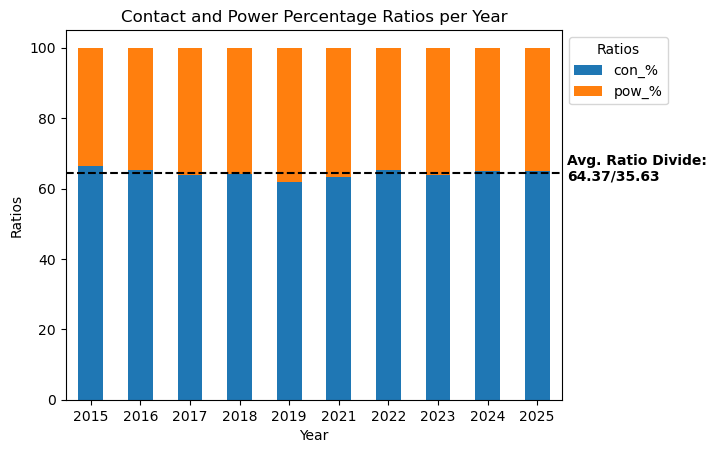 Contact and Power Percentage Ratios per Year
Ratios
con_%
pow_%
Avg. Ratio Divide:
64.37/35.63
Ratios
100
80
60
40
20
0
2015 2016 2017 2018 2019 2021 2022 2023 2024 2025
Year